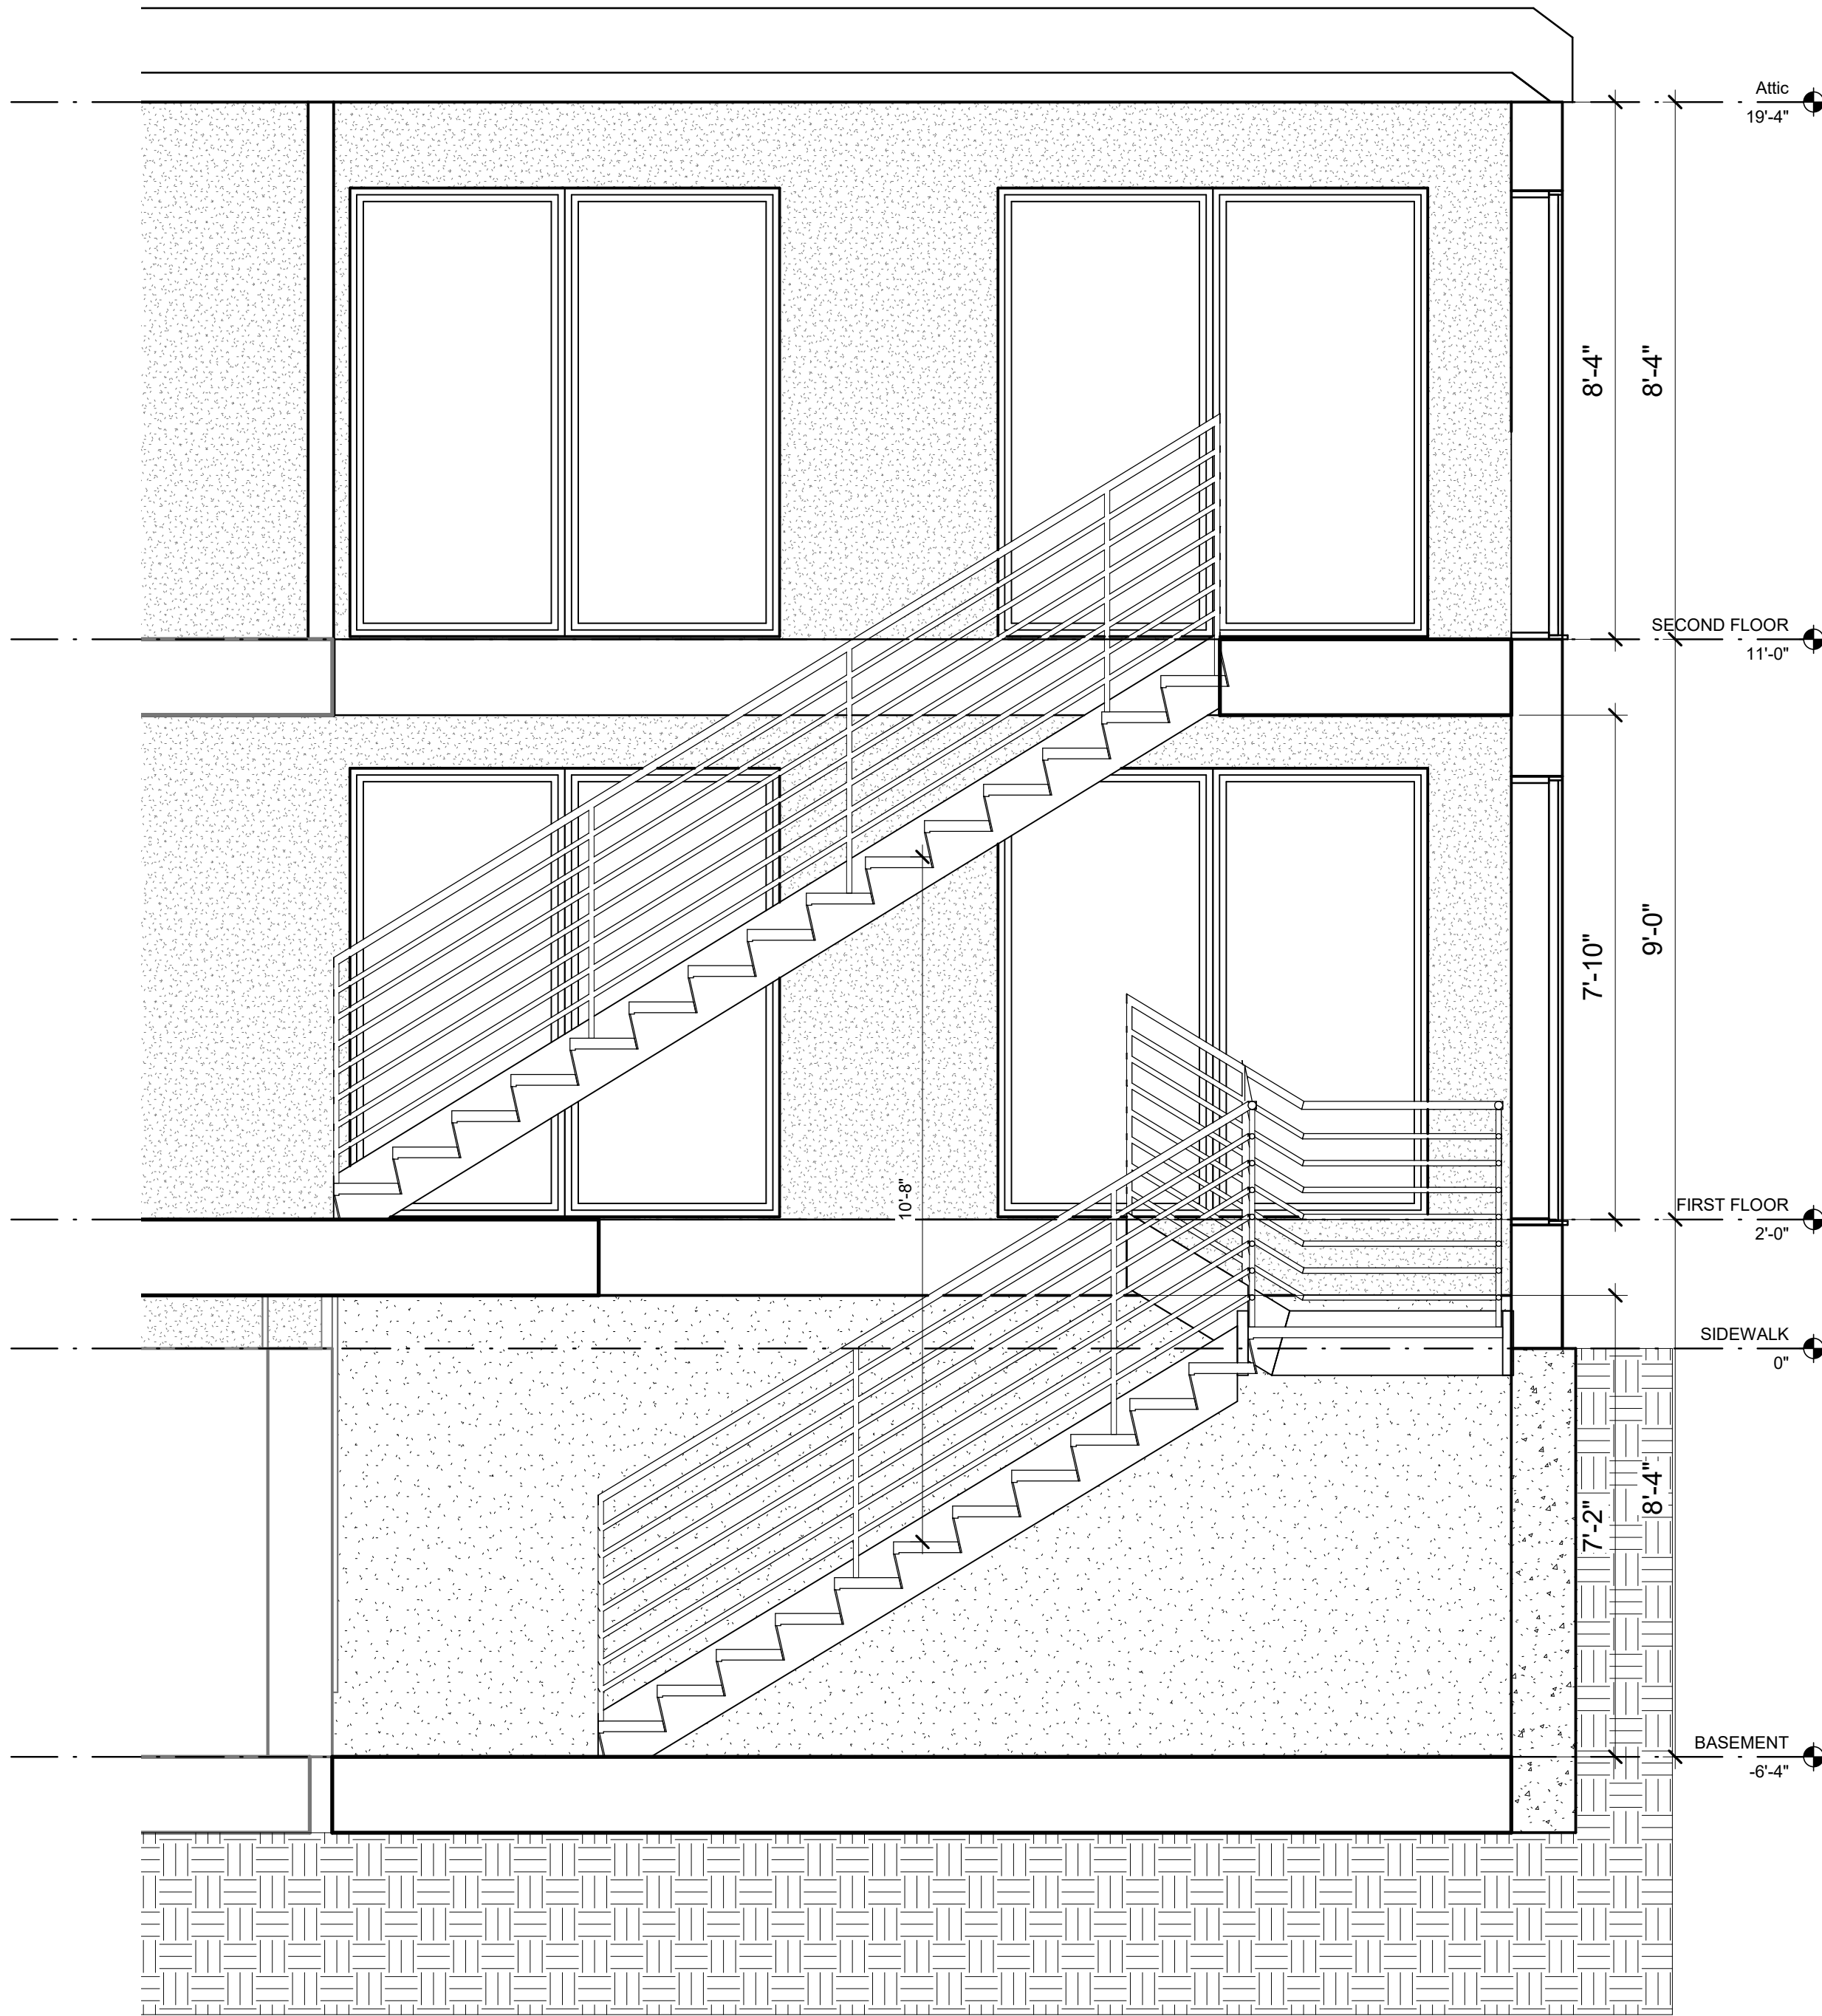 Attic
19'-4"
8'-4"
8'-4"
SECOND FLOOR
11'-0"
7'-10"
9'-0"
10'-8"
FIRST FLOOR
2'-0"
SIDEWALK
0"
7'-2"
8'-4"
BASEMENT
-6'-4"